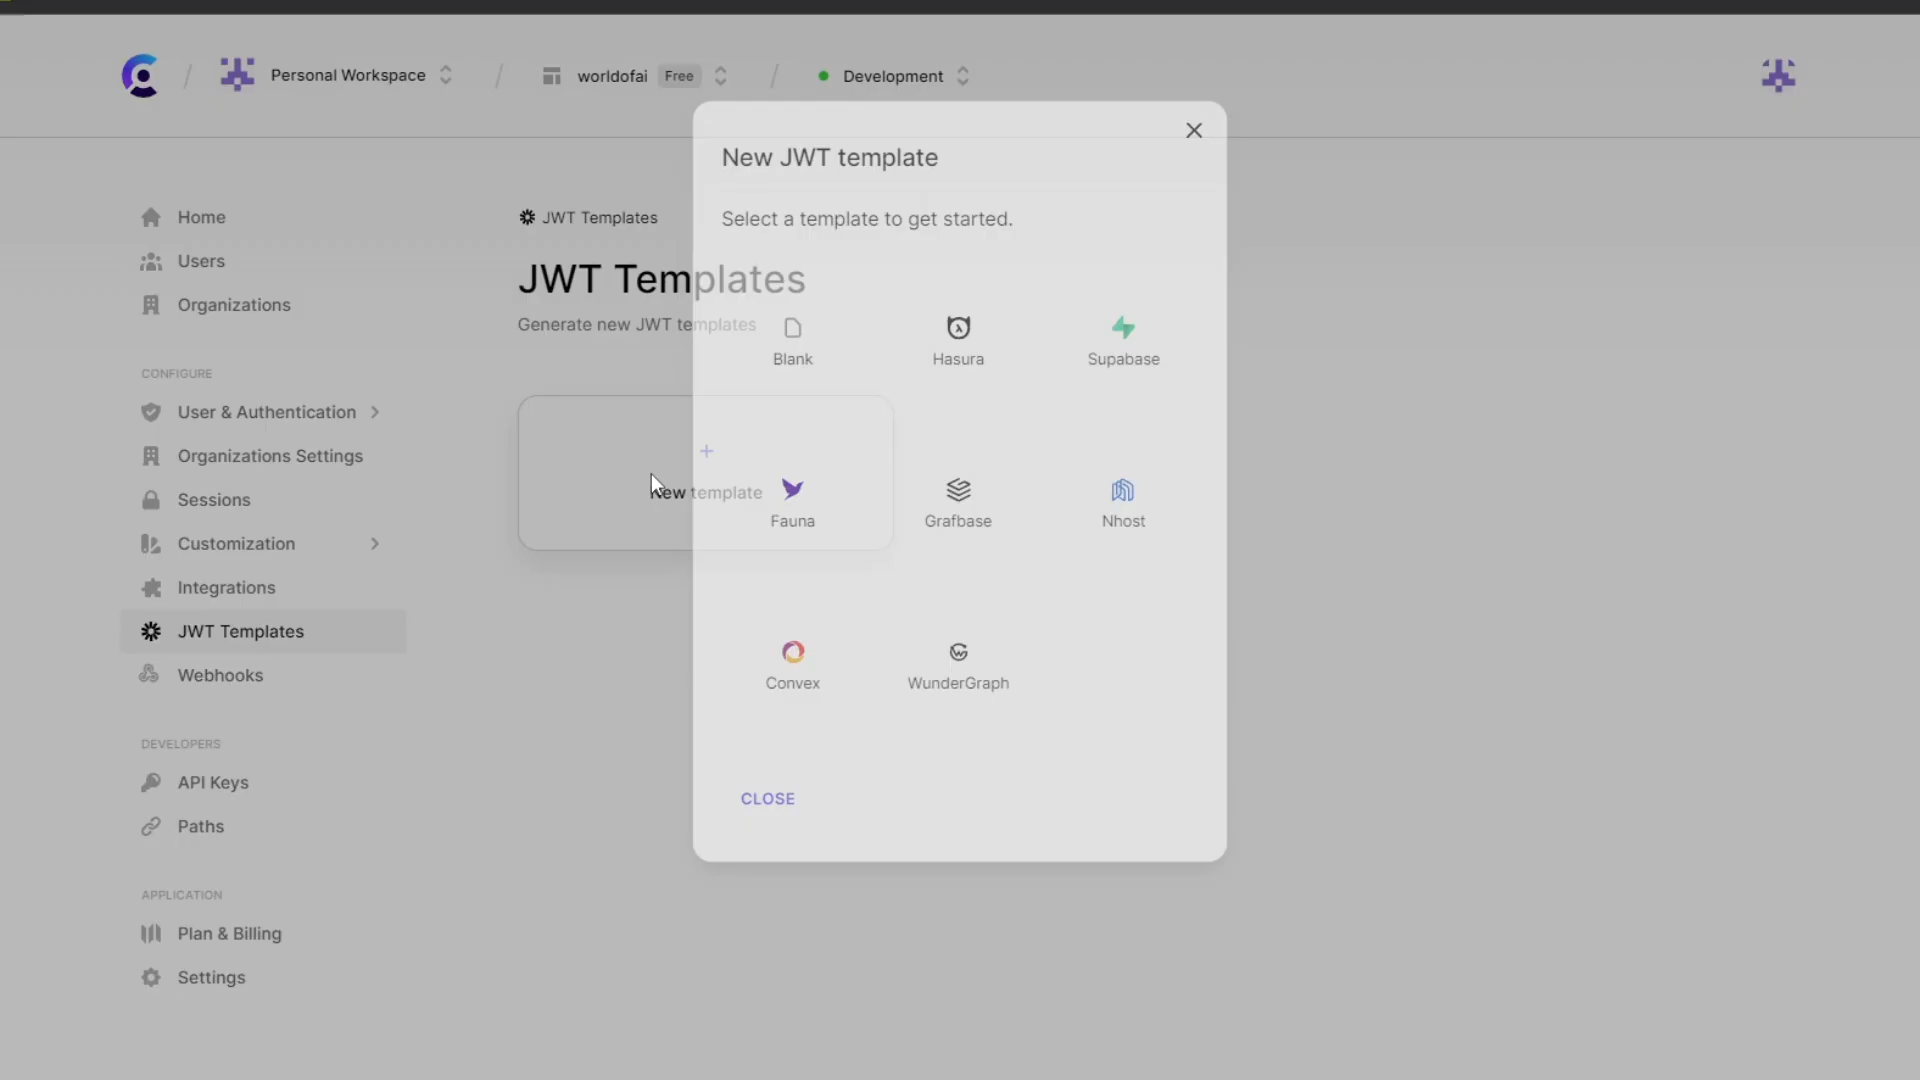 Personal Workspace
worldofai Free
Development
Home
Users
Organizations
CONFIGURE
User & Authentication
Organizations Settings
Sessions
Customization
Integrations
JWT Templates
Webhooks
DEVELOPERS
API Keys
Paths
APPLICATION
Plan & Billing
Settings
JWT Templates
JWT Templates
Generate new JWT templates
New template
New JWT template
Select a template to get started.
Blank
Hasura
Supabase
Fauna
Grafbase
Nhost
Convex
WunderGraph
CLOSE